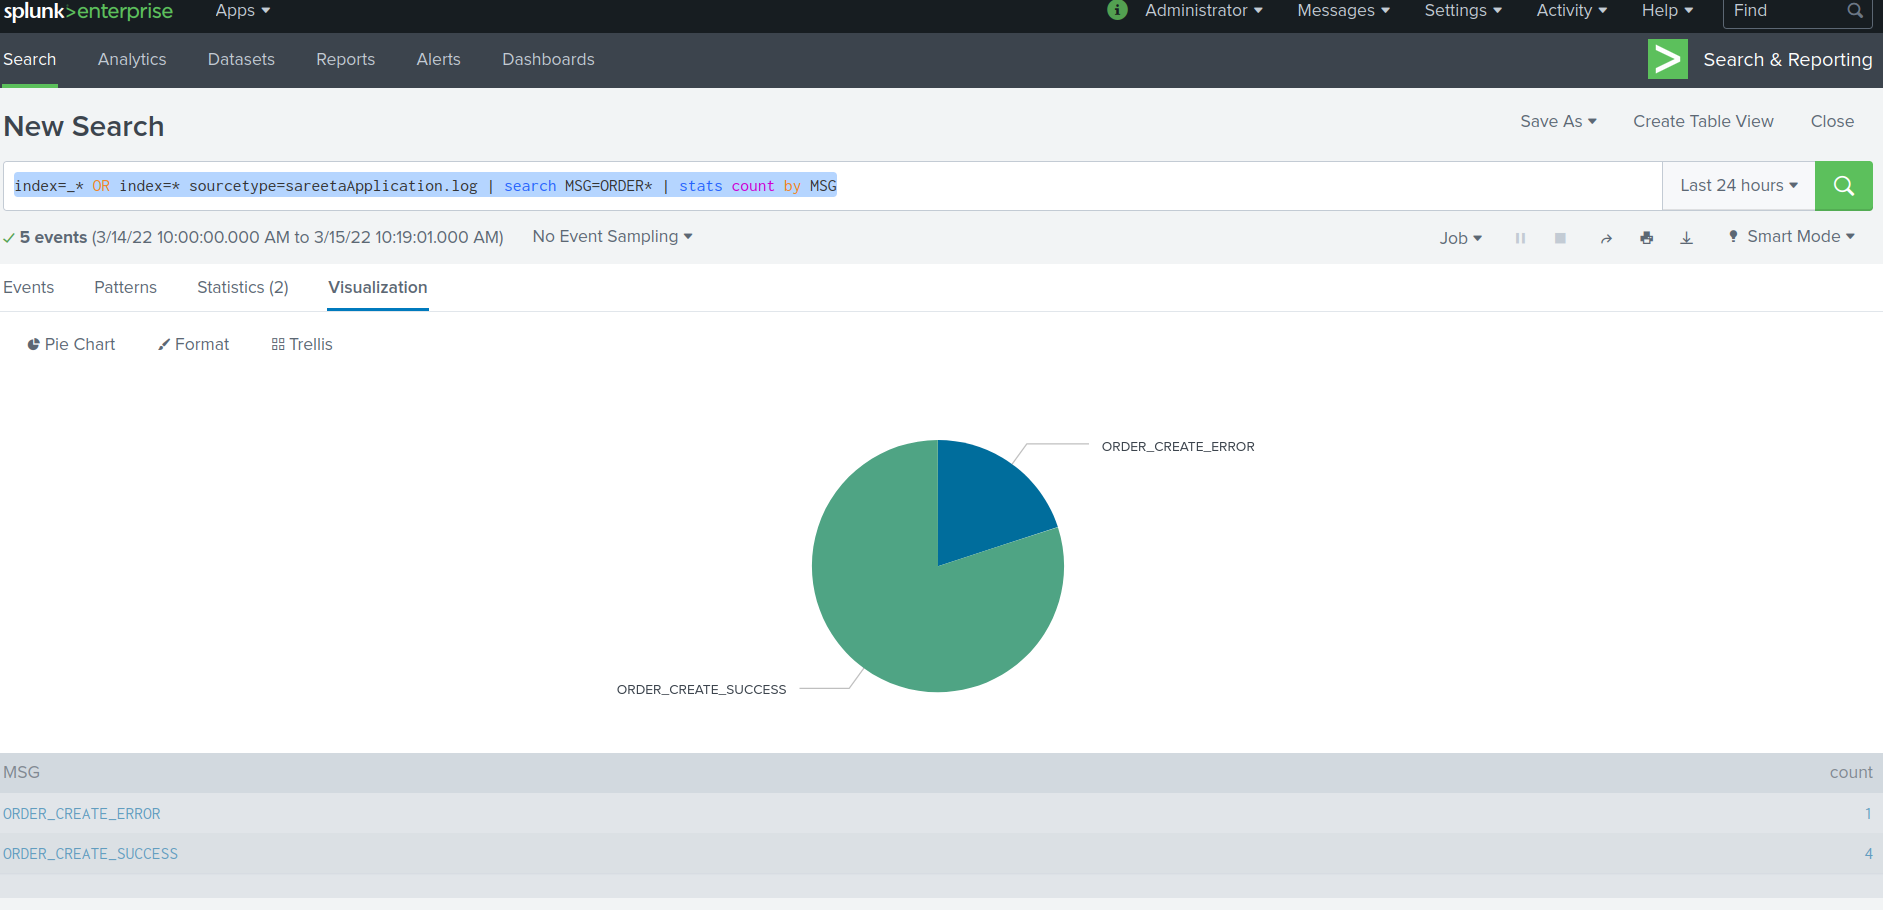 splunk>enterprise Apps i Administrator Messages Settings Activity Help Find
Search Analytics Datasets Reports Alerts Dashboards > Search & Reporting
New Search Save As Create Table View Close
index=_* OR index=* sourcetype=sareetaApplication.log | search MSG=ORDER* | stats count by MSG Last 24 hours
5 events (3/14/22 10:00:00.000 AM to 3/15/22 10:19:01.000 AM) No Event Sampling Job Smart Mode
Events Patterns Statistics (2) Visualization
Pie Chart Format Trellis
ORDER_CREATE_ERROR
ORDER_CREATE_SUCCESS
MSG count
ORDER_CREATE_ERROR 1
ORDER_CREATE_SUCCESS 4